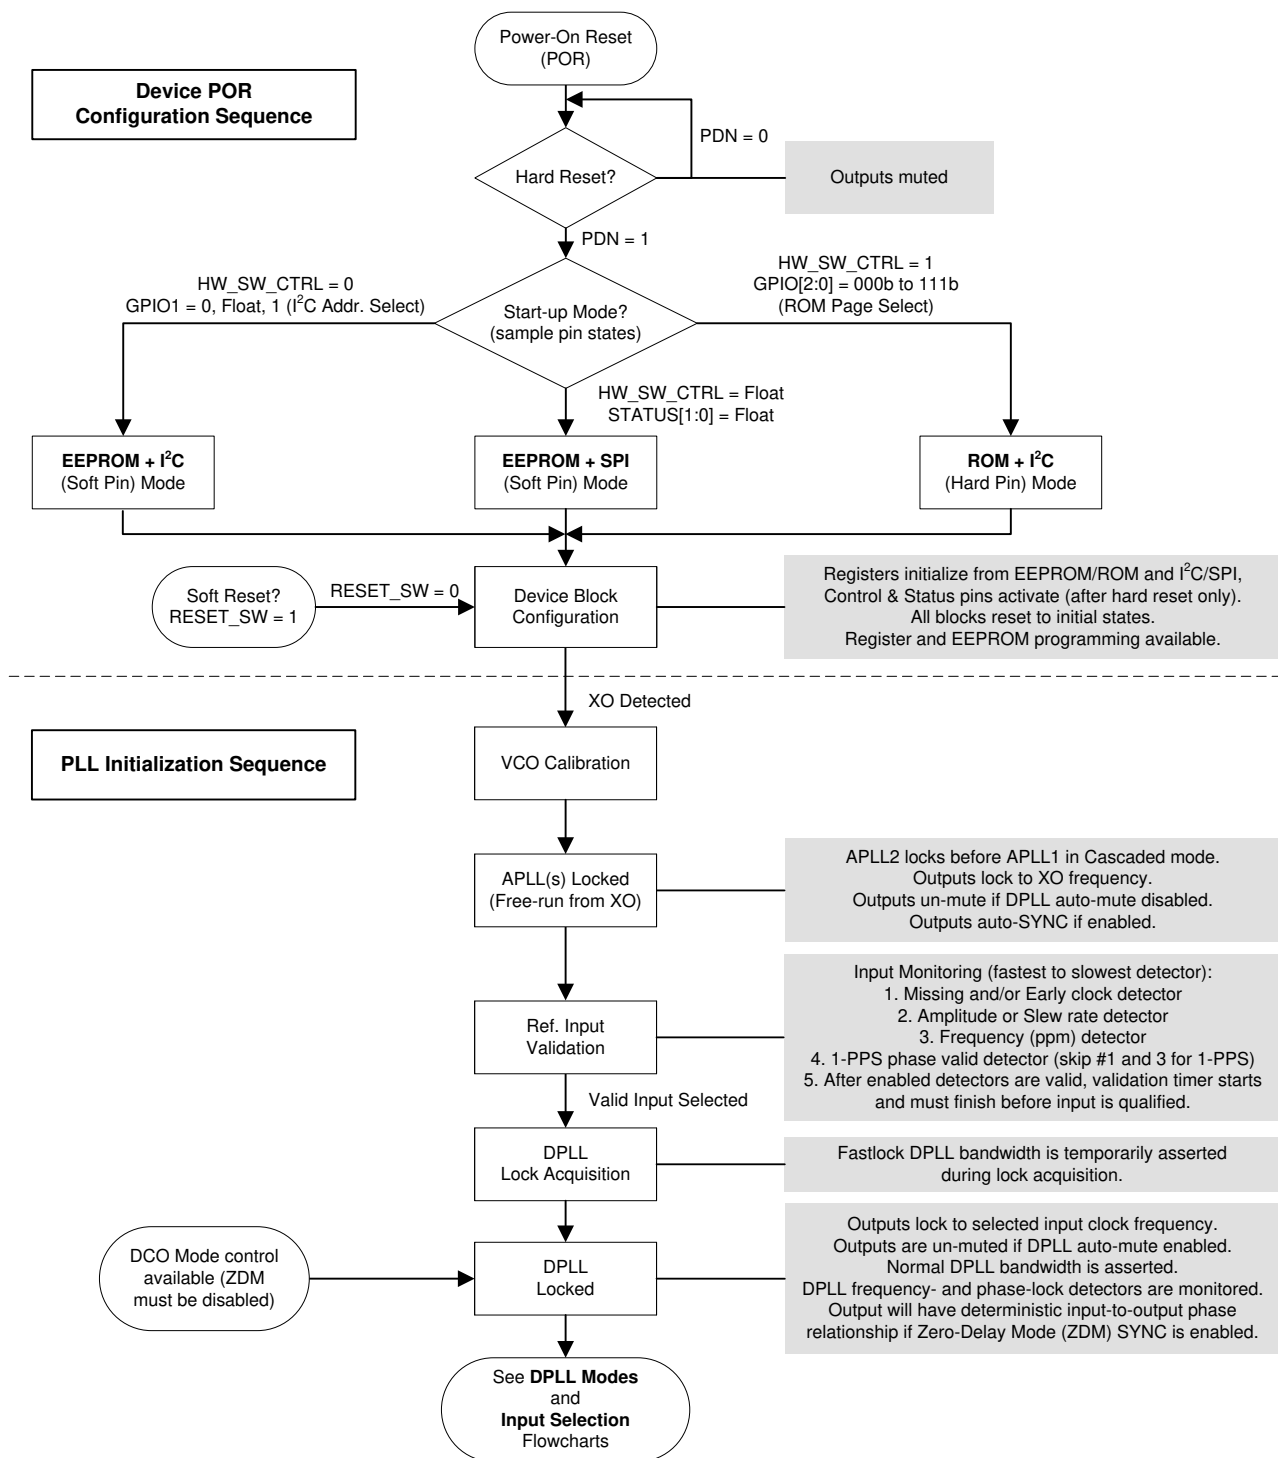 Power-On Reset
(POR)
Device POR
Configuration Sequence
PDN = 0
Hard Reset?
Outputs muted
PDN = 1
HW_SW_CTRL = 0
GPIO1 = 0, Float, 1 (I²C Addr. Select)
HW_SW_CTRL = 1
GPIO[2:0] = 000b to 111b
(ROM Page Select)
Start-up Mode?
(sample pin states)
HW_SW_CTRL = Float
STATUS[1:0] = Float
EEPROM + I²C
(Soft Pin) Mode
EEPROM + SPI
(Soft Pin) Mode
ROM + I²C
(Hard Pin) Mode
Soft Reset?
RESET_SW = 1
RESET_SW = 0
Device Block
Configuration
Registers initialize from EEPROM/ROM and I²C/SPI,
Control & Status pins activate (after hard reset only).
All blocks reset to initial states.
Register and EEPROM programming available.
XO Detected
PLL Initialization Sequence
VCO Calibration
APLL(s) Locked
(Free-run from XO)
APLL2 locks before APLL1 in Cascaded mode.
Outputs lock to XO frequency.
Outputs un-mute if DPLL auto-mute disabled.
Outputs auto-SYNC if enabled.
Ref. Input
Validation
Input Monitoring (fastest to slowest detector):
1. Missing and/or Early clock detector
2. Amplitude or Slew rate detector
3. Frequency (ppm) detector
4. 1-PPS phase valid detector (skip #1 and 3 for 1-PPS)
5. After enabled detectors are valid, validation timer starts
and must finish before input is qualified.
Valid Input Selected
DPLL
Lock Acquisition
Fastlock DPLL bandwidth is temporarily asserted
during lock acquisition.
DCO Mode control
available (ZDM
must be disabled)
DPLL
Locked
Outputs lock to selected input clock frequency.
Outputs are un-muted if DPLL auto-mute enabled.
Normal DPLL bandwidth is asserted.
DPLL frequency- and phase-lock detectors are monitored.
Output will have deterministic input-to-output phase
relationship if Zero-Delay Mode (ZDM) SYNC is enabled.
See DPLL Modes
and
Input Selection
Flowcharts